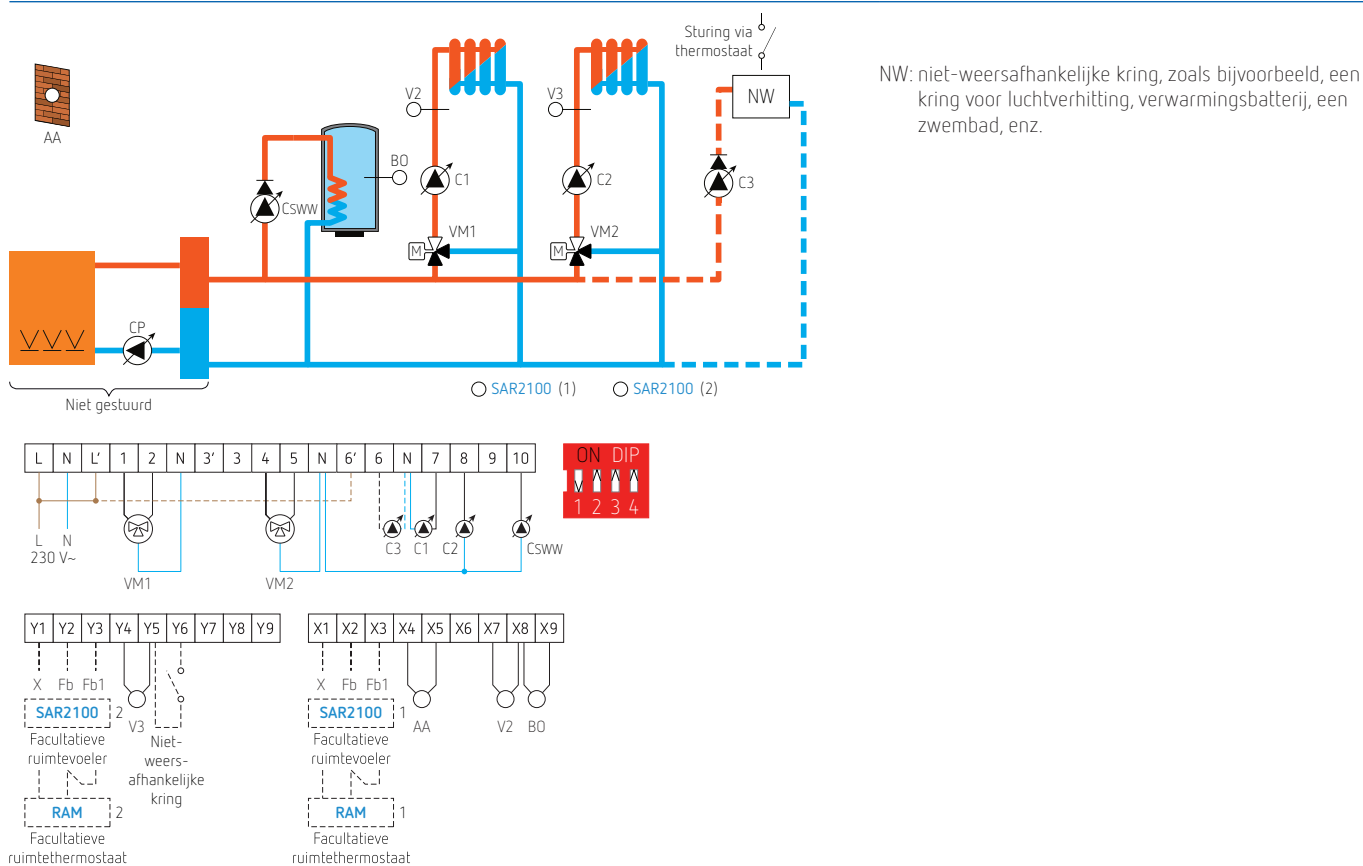 Sturing via
thermostaat
NW
NW: niet-weersafhankelijke kring, zoals bijvoorbeeld, een
kring voor luchtverhitting, verwarmingsbatterij, een
zwembad, enz.
AA
V2
V3
BO
CSWW
C1
C2
C3
M
VM1
M
VM2
CP
Niet gestuurd
SAR2100 (1)
SAR2100 (2)
L N L' 1 2 N 3' 3 4 5 N 6' 6 N 7 8 9 10
ON DIP
1 2 3 4
L N
230 V~
VM1
VM2
C3 C1 C2 CSWW
Y1 Y2 Y3 Y4 Y5 Y6 Y7 Y8 Y9
X Fb Fb1
SAR2100 2
Facultatieve
ruimtevoeler
RAM 2
Facultatieve
ruimtethermostaat
V3
Niet-
weers-
afhankelijke
kring
X1 X2 X3 X4 X5 X6 X7 X8 X9
X Fb Fb1
SAR2100 1
Facultatieve
ruimtevoeler
RAM 1
Facultatieve
ruimtethermostaat
AA
V2 BO